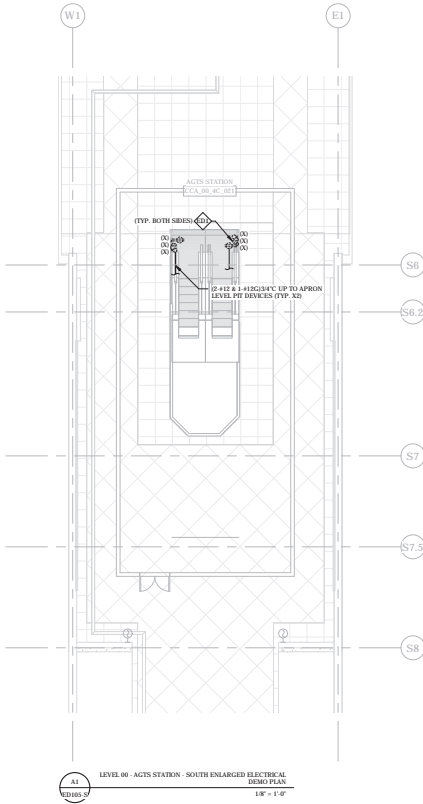 W1
E1
AGTS STATION
CCA_00_4C_021
(TYP. BOTH SIDES)
ED1
(X)
(X)
(X)
(X)
(X)
(X)
S6
(2-#12 & 1-#12G)3/4"C UP TO APRON
LEVEL PIT DEVICES (TYP. X2)
S6.2
S7
S7.5
S8
A1
ED105-S
LEVEL 00 - AGTS STATION - SOUTH ENLARGED ELECTRICAL
DEMO PLAN
1/8" = 1'-0"